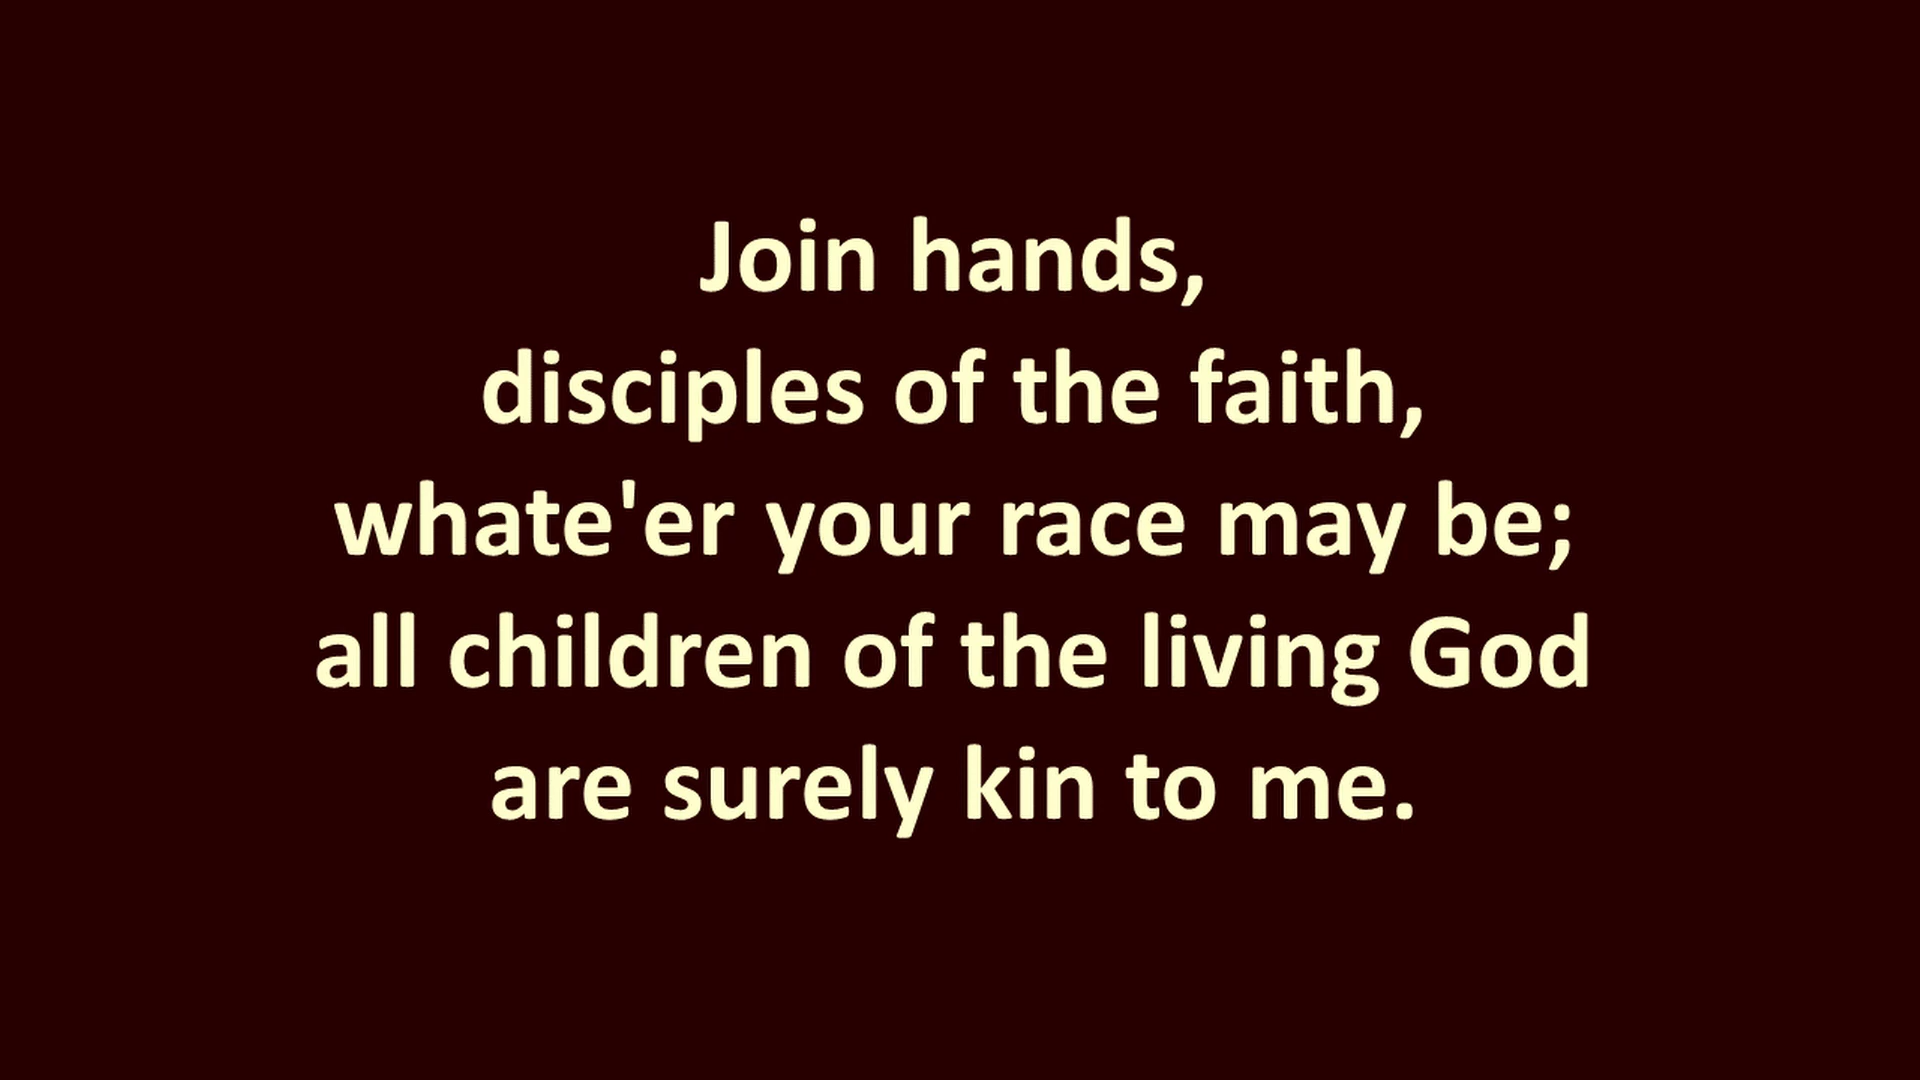 Join hands,
disciples of the faith,
whate'er your race may be;
all children of the living God
are surely kin to me.